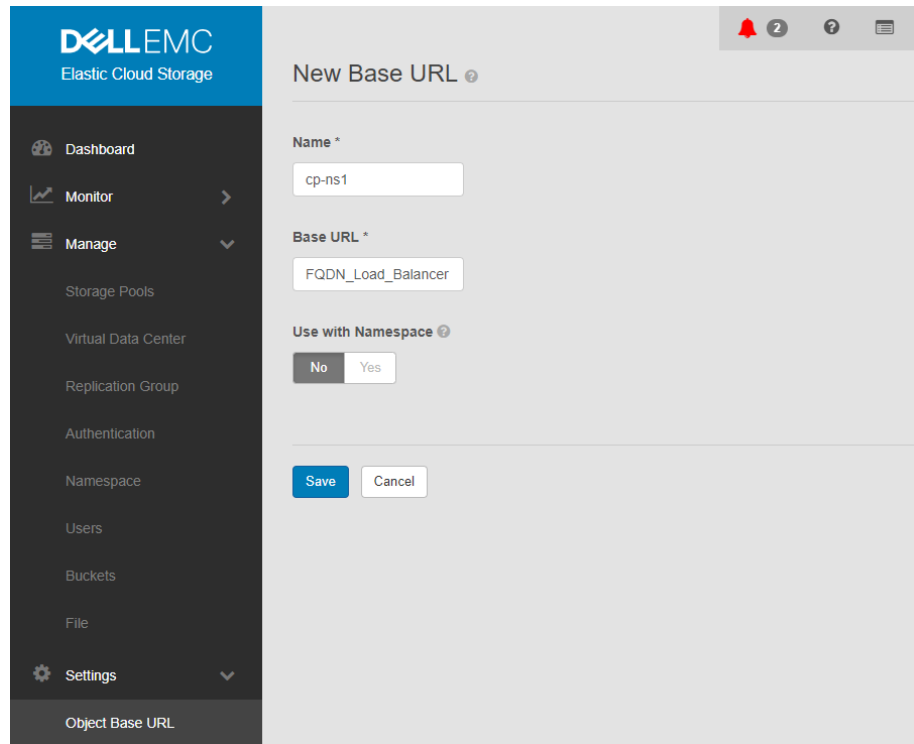 DELLEMC
Elastic Cloud Storage
Dashboard
Monitor
Manage
Storage Pools
Virtual Data Center
Replication Group
Authentication
Namespace
Users
Buckets
File
Settings
Object Base URL
2
New Base URL
Name *
cp-ns1
Base URL *
FQDN_Load_Balancer
Use with Namespace
No Yes
Save Cancel